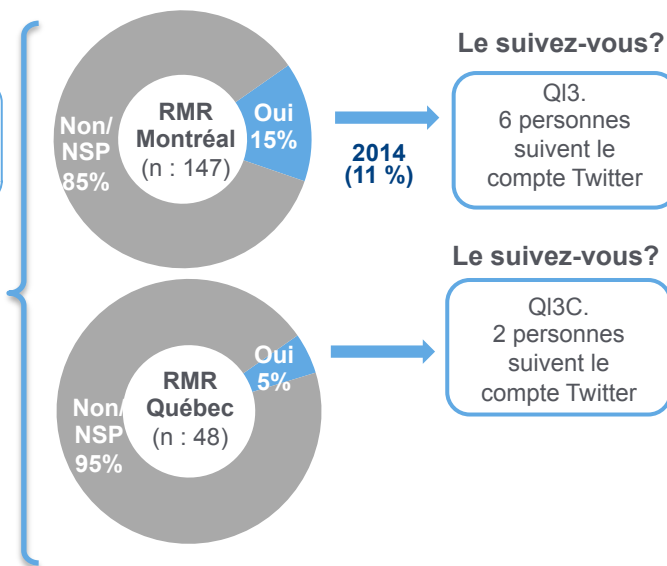 Le suivez-vous?
RMR
Montréal
(n : 147)
Oui
15%
Non/
NSP
85%
2014
(11 %)
QI3.
6 personnes
suivent le
compte Twitter
Le suivez-vous?
RMR
Québec
(n : 48)
Oui
5%
Non/
NSP
95%
QI3C.
2 personnes
suivent le
compte Twitter